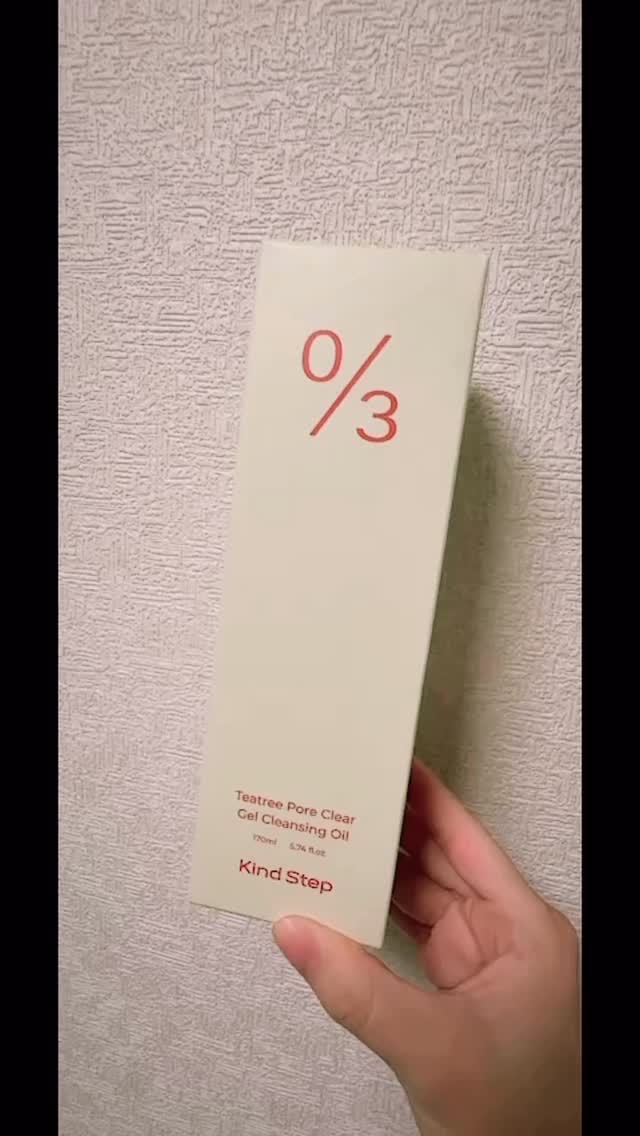 0/3
Teatree Pore Clear
Gel Cleansing Oil
170ml 5.74 fl.oz
Kind Step